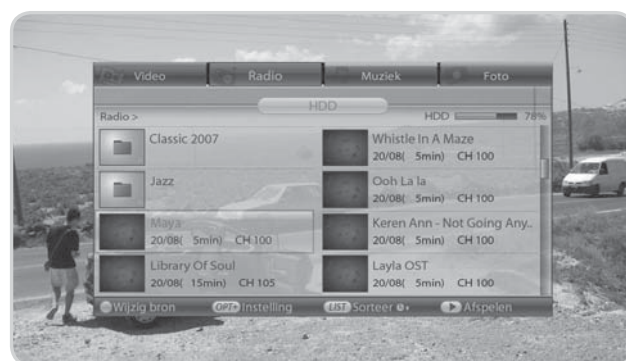 Video Radio Muziek Foto
HDD
Radio > HDD 78%
Classic 2007
Jazz
Maya
20/08( 5min) CH 100
Library Of Soul
20/08( 15min) CH 105
Whistle In A Maze
20/08( 5min) CH 100
Ooh La la
20/08( 5min) CH 100
Keren Ann - Not Going Any..
20/08( 5min) CH 100
Layla OST
20/08( 5min) CH 100
Wijzig bron OPT+ Instelling LIST Sorteer Afspelen